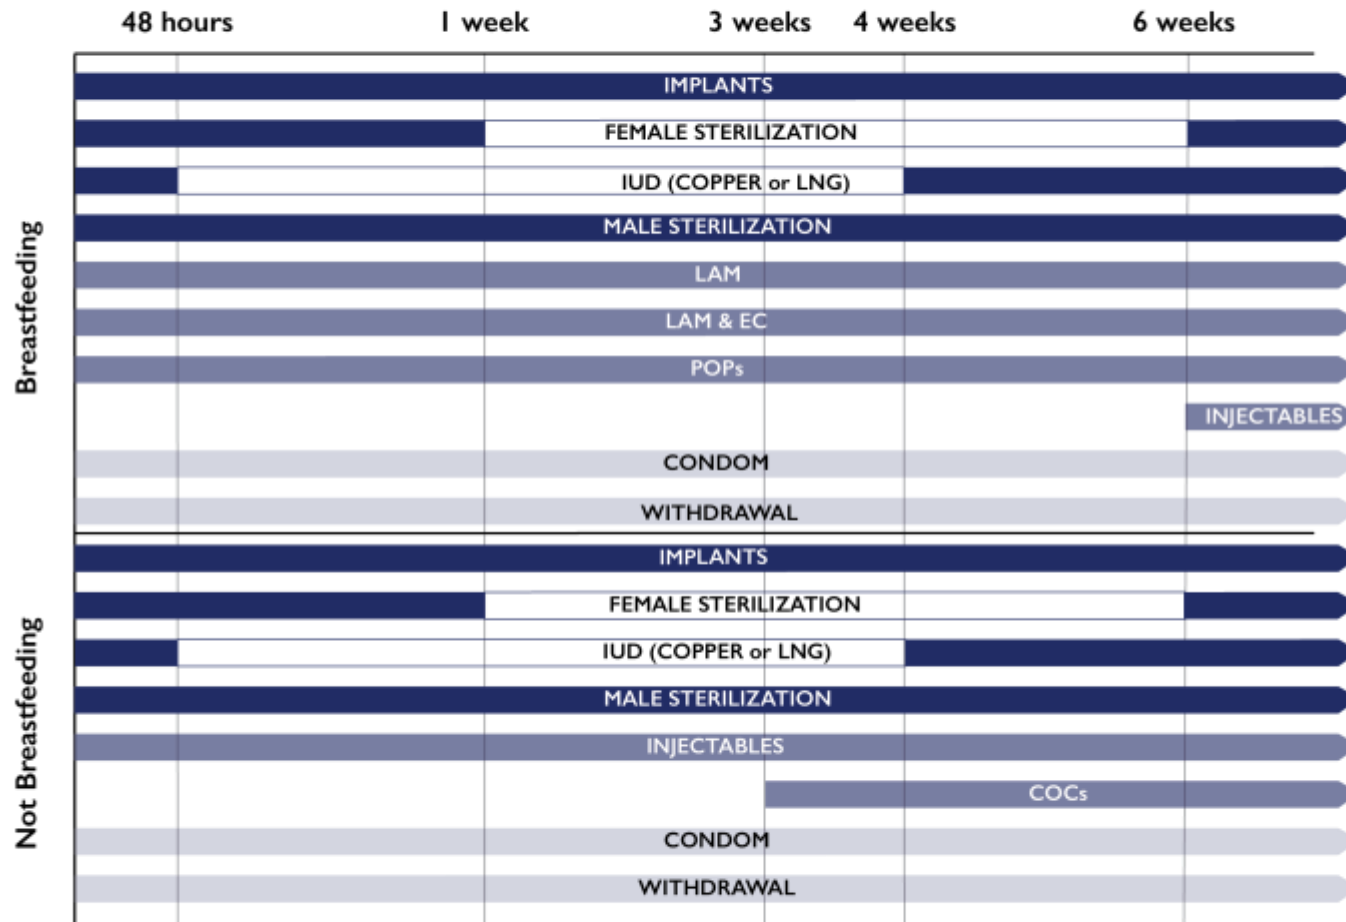 48 hours 1 week 3 weeks 4 weeks 6 weeks
Breastfeeding
IMPLANTS
FEMALE STERILIZATION
IUD (COPPER or LNG)
MALE STERILIZATION
LAM
LAM & EC
POPs
INJECTABLES
CONDOM
WITHDRAWAL
Not Breastfeeding
IMPLANTS
FEMALE STERILIZATION
IUD (COPPER or LNG)
MALE STERILIZATION
INJECTABLES
COCs
CONDOM
WITHDRAWAL